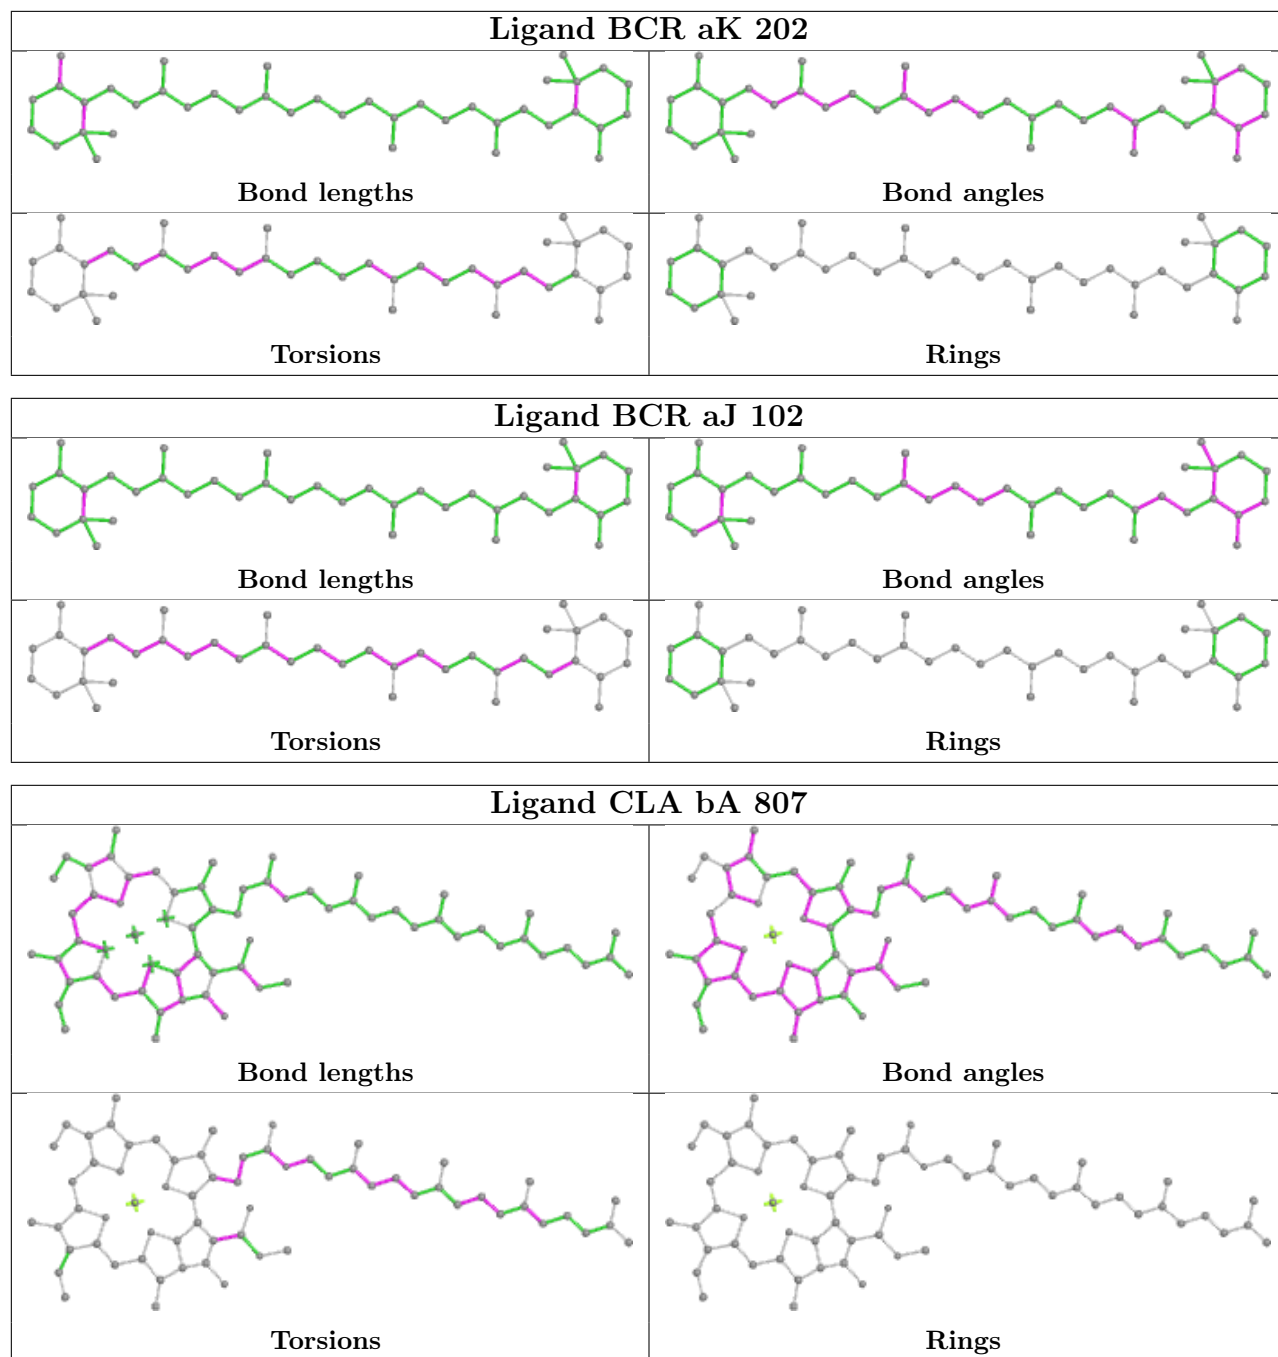 Ligand BCR aK 202
Bond lengths
Bond angles
Torsions
Rings
Ligand BCR aJ 102
Bond lengths
Bond angles
Torsions
Rings
Ligand CLA bA 807
Bond lengths
Bond angles
Torsions
Rings